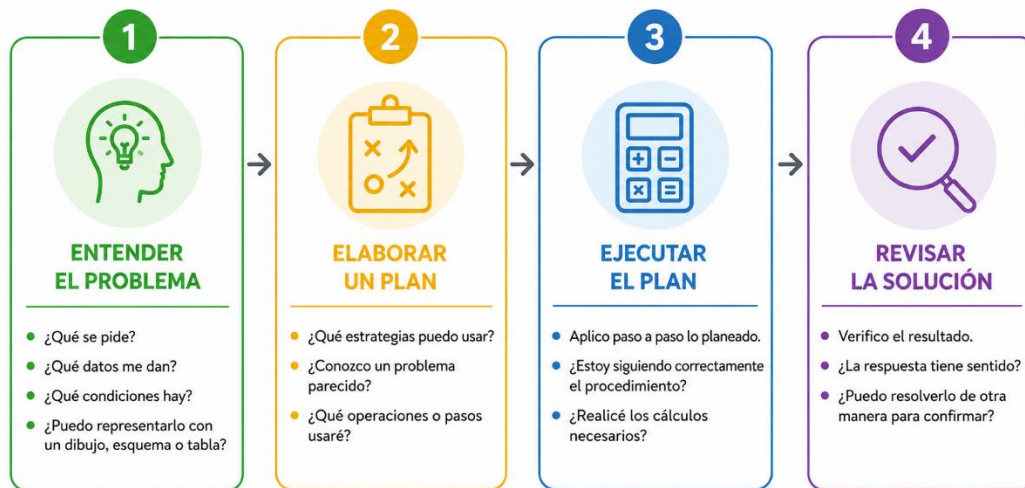 1
ENTENDER
EL PROBLEMA
• ¿Qué se pide?
• ¿Qué datos me dan?
• ¿Qué condiciones hay?
• ¿Puedo representarlo con
un dibujo, esquema o tabla?
2
ELABORAR
UN PLAN
• ¿Qué estrategias puedo usar?
• ¿Conozco un problema
parecido?
• ¿Qué operaciones o pasos
usaré?
3
EJECUTAR
EL PLAN
• Aplico paso a paso lo planeado.
• ¿Estoy siguiendo correctamente
el procedimiento?
• ¿Realicé los cálculos
necesarios?
4
REVISAR
LA SOLUCIÓN
• Verifico el resultado.
• ¿La respuesta tiene sentido?
• ¿Puedo resolverlo de otra
manera para confirmar?